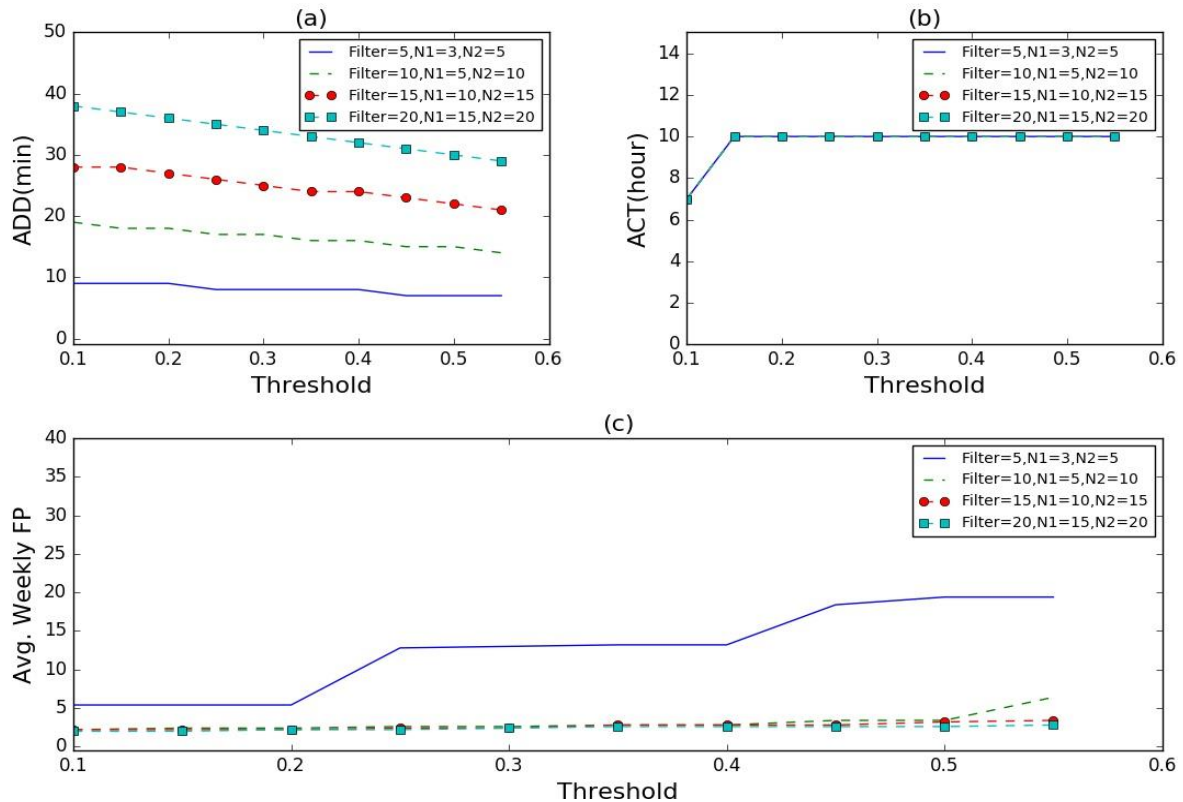 (a)
50
40
30
20
10
0
ADD(min)
0.1 0.2 0.3 0.4 0.5 0.6
Threshold
Filter=5,N1=3,N2=5
Filter=10,N1=5,N2=10
Filter=15,N1=10,N2=15
Filter=20,N1=15,N2=20
(b)
14
12
10
8
6
4
2
0
ACT(hour)
0.1 0.2 0.3 0.4 0.5 0.6
Threshold
Filter=5,N1=3,N2=5
Filter=10,N1=5,N2=10
Filter=15,N1=10,N2=15
Filter=20,N1=15,N2=20
(c)
40
35
30
25
20
15
10
5
0
Avg. Weekly FP
0.1 0.2 0.3 0.4 0.5 0.6
Threshold
Filter=5,N1=3,N2=5
Filter=10,N1=5,N2=10
Filter=15,N1=10,N2=15
Filter=20,N1=15,N2=20